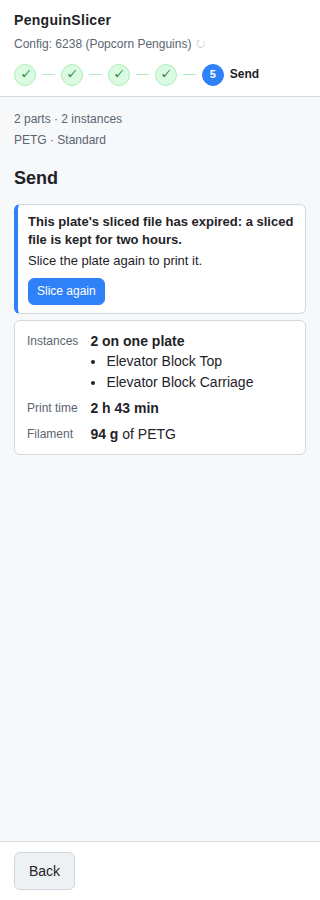 PenguinSlicer
Config: 6238 (Popcorn Penguins) ↻
✓ ✓ ✓ ✓ 5 Send
2 parts · 2 instances
PETG · Standard
Send
This plate's sliced file has expired: a sliced
file is kept for two hours.
Slice the plate again to print it.
Slice again
Instances 2 on one plate
• Elevator Block Top
• Elevator Block Carriage
Print time 2 h 43 min
Filament 94 g of PETG
Back